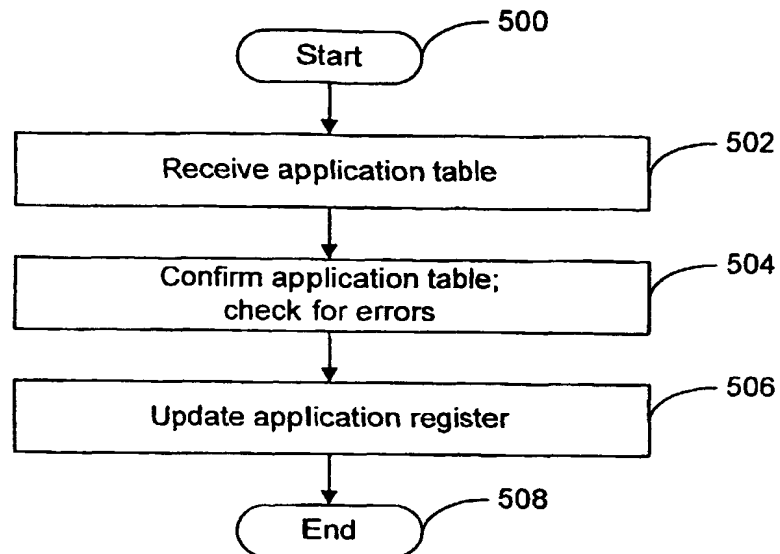 500
Start
502
Receive application table
504
Confirm application table;
check for errors
506
Update application register
508
End